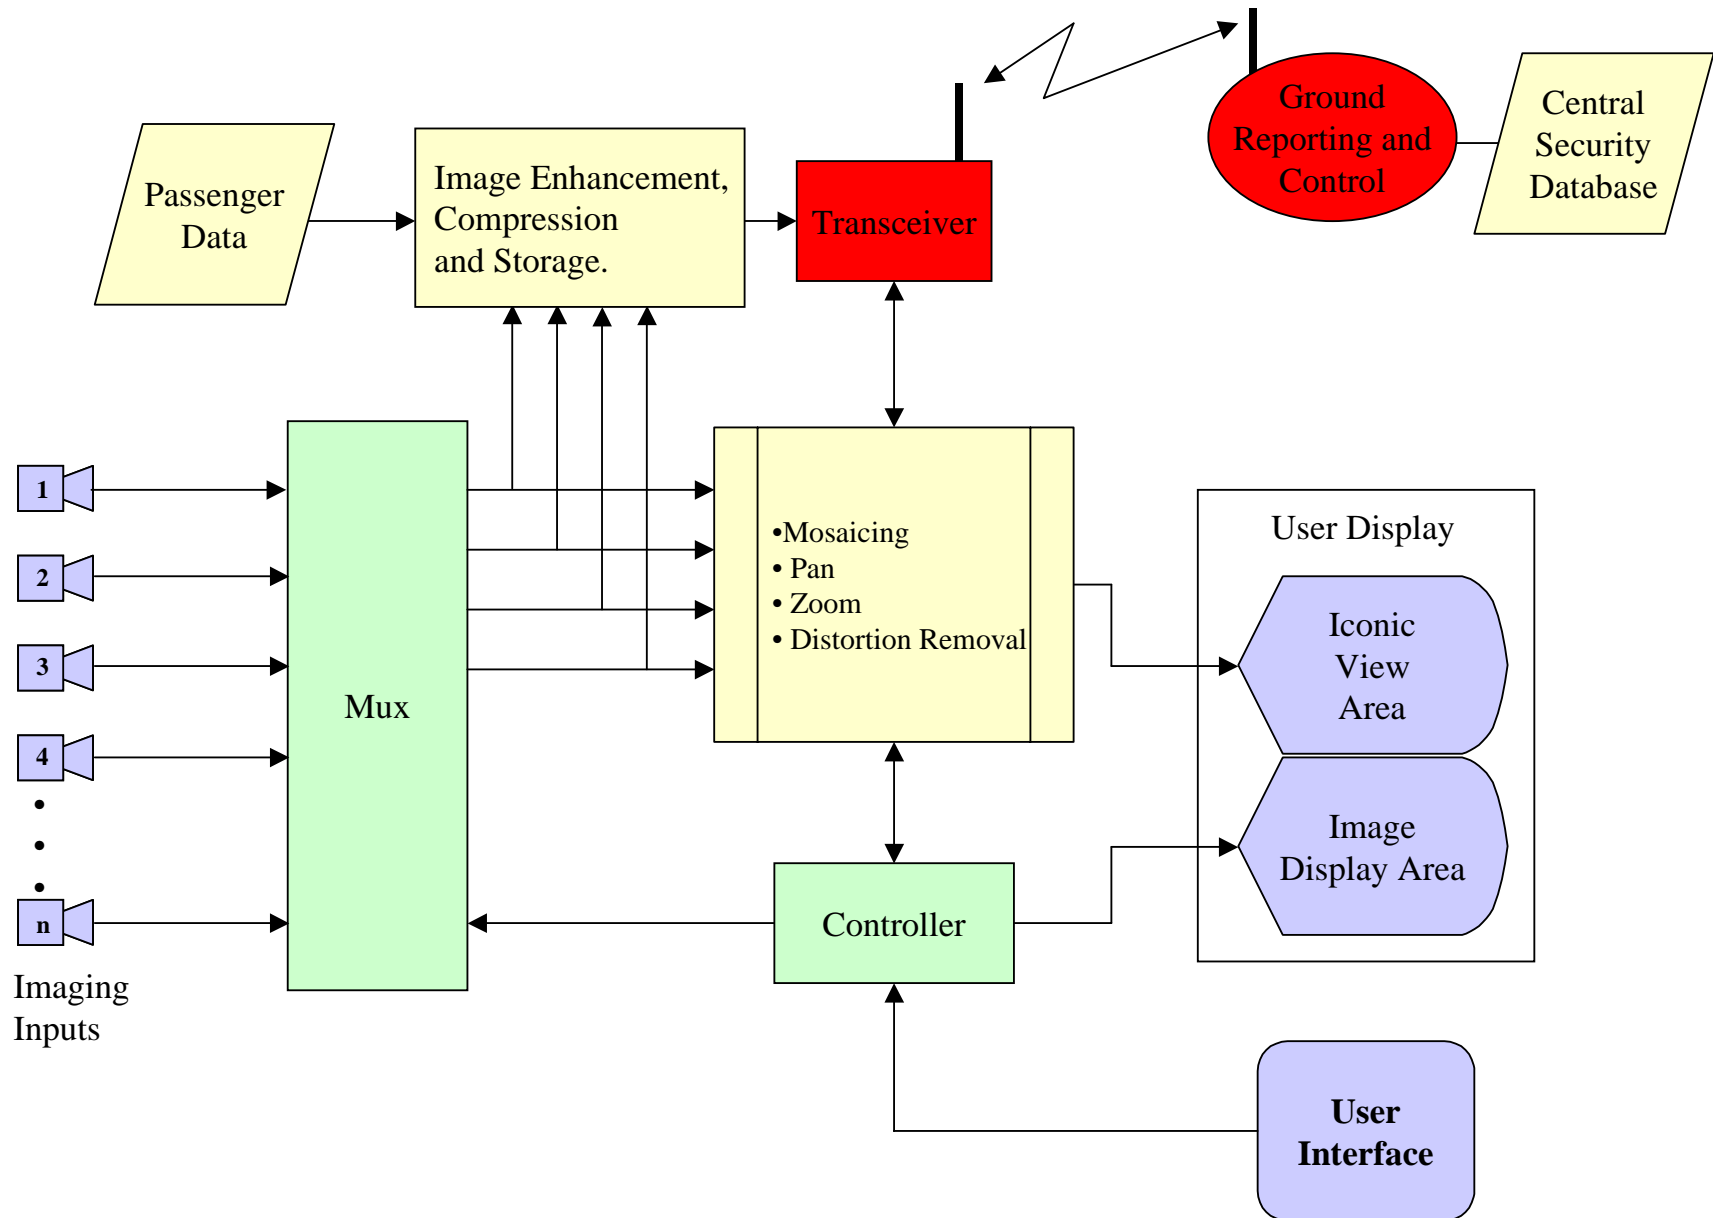 Ground
Reporting and
Control
Central
Security
Database
Passenger
Data
Image Enhancement,
Compression
and Storage.
Transceiver
1
2
3
4
•
•
•
n
Imaging
Inputs
Mux
•Mosaicing
• Pan
• Zoom
• Distortion Removal
User Display
Iconic
View
Area
Image
Display Area
Controller
User
Interface